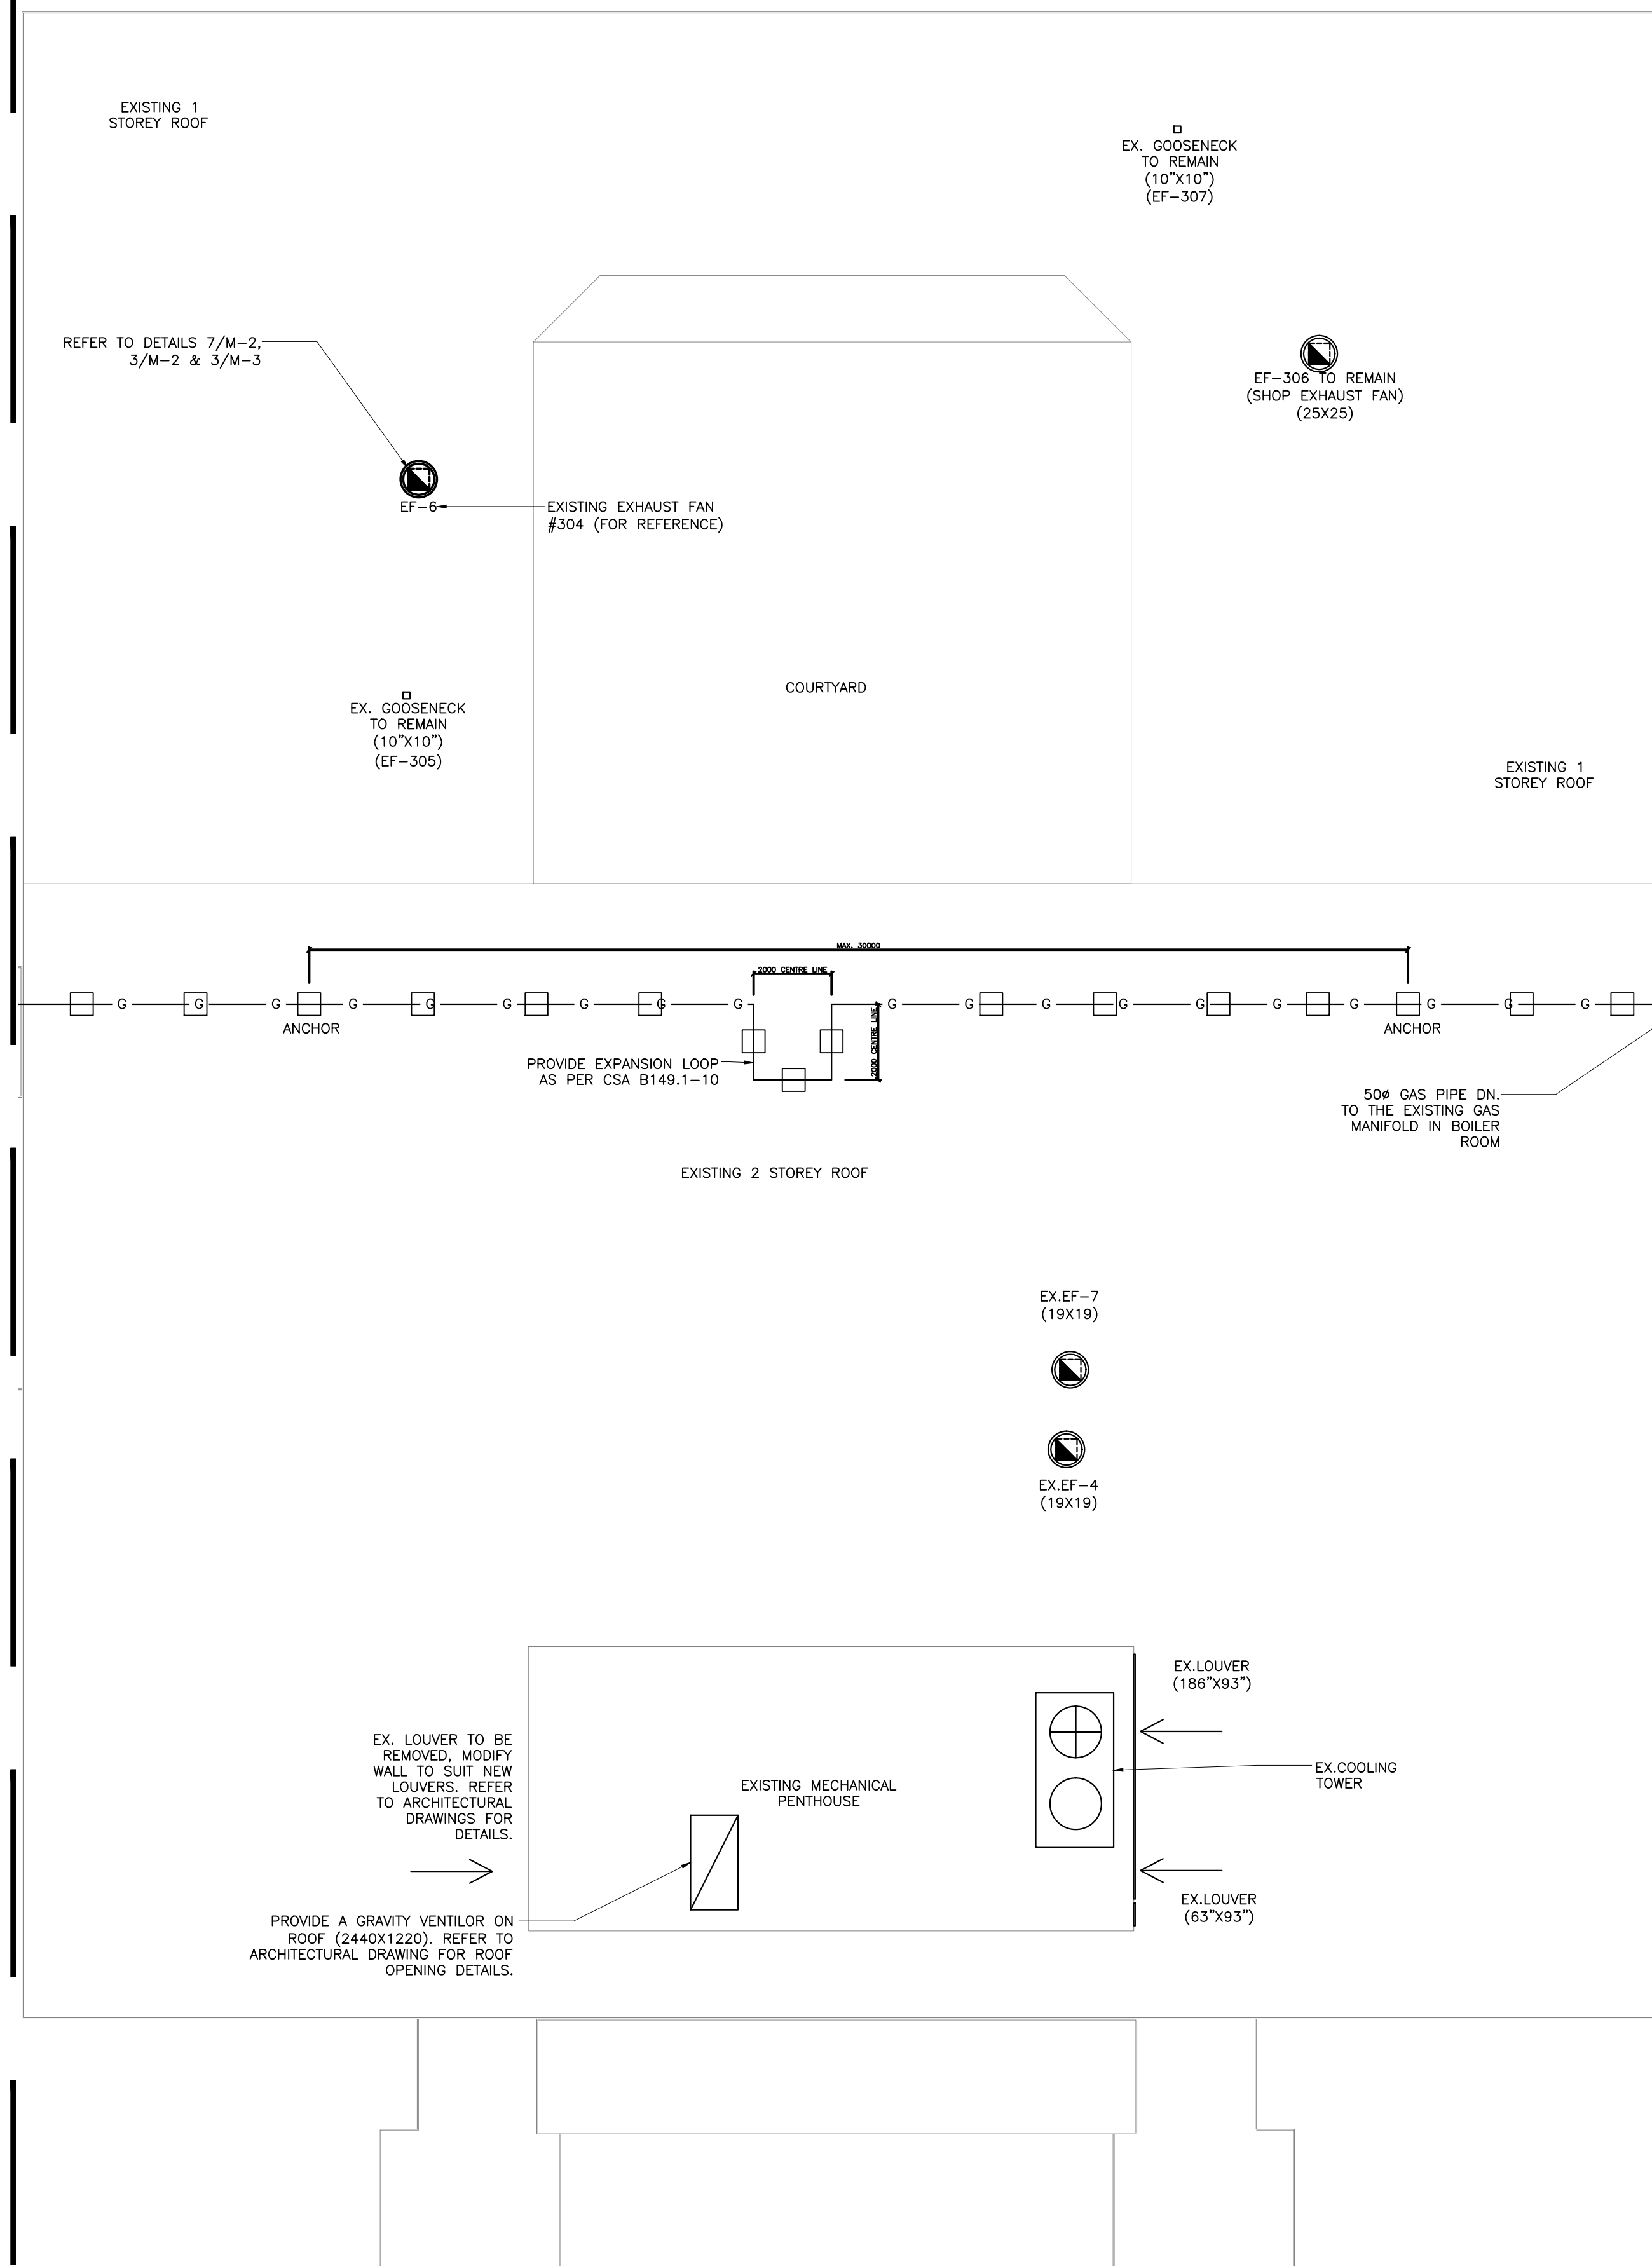 EXISTING 1
STOREY ROOF
EX. GOOSENECK
TO REMAIN
(10"X10")
(EF-307)
REFER TO DETAILS 7/M-2,
3/M-2 & 3/M-3
EF-306 TO REMAIN
(SHOP EXHAUST FAN)
(25X25)
EF-6
EXISTING EXHAUST FAN
#304 (FOR REFERENCE)
COURTYARD
EX. GOOSENECK
TO REMAIN
(10"X10")
(EF-305)
EXISTING 1
STOREY ROOF
MAX. 30000
2000 CENTRE LINE
G G G G G G G G G G G G G G G G G G G
ANCHOR
ANCHOR
2000 CENTRE LINE
PROVIDE EXPANSION LOOP
AS PER CSA B149.1-10
50ø GAS PIPE DN.
TO THE EXISTING GAS
MANIFOLD IN BOILER
ROOM
EXISTING 2 STOREY ROOF
EX.EF-7
(19X19)
EX.EF-4
(19X19)
EX.LOUVER
(186"X93")
EX. LOUVER TO BE
REMOVED, MODIFY
WALL TO SUIT NEW
LOUVERS. REFER
TO ARCHITECTURAL
DRAWINGS FOR
DETAILS.
EXISTING MECHANICAL
PENTHOUSE
EX.COOLING
TOWER
EX.LOUVER
(63"X93")
PROVIDE A GRAVITY VENTILOR ON
ROOF (2440X1220). REFER TO
ARCHITECTURAL DRAWING FOR ROOF
OPENING DETAILS.